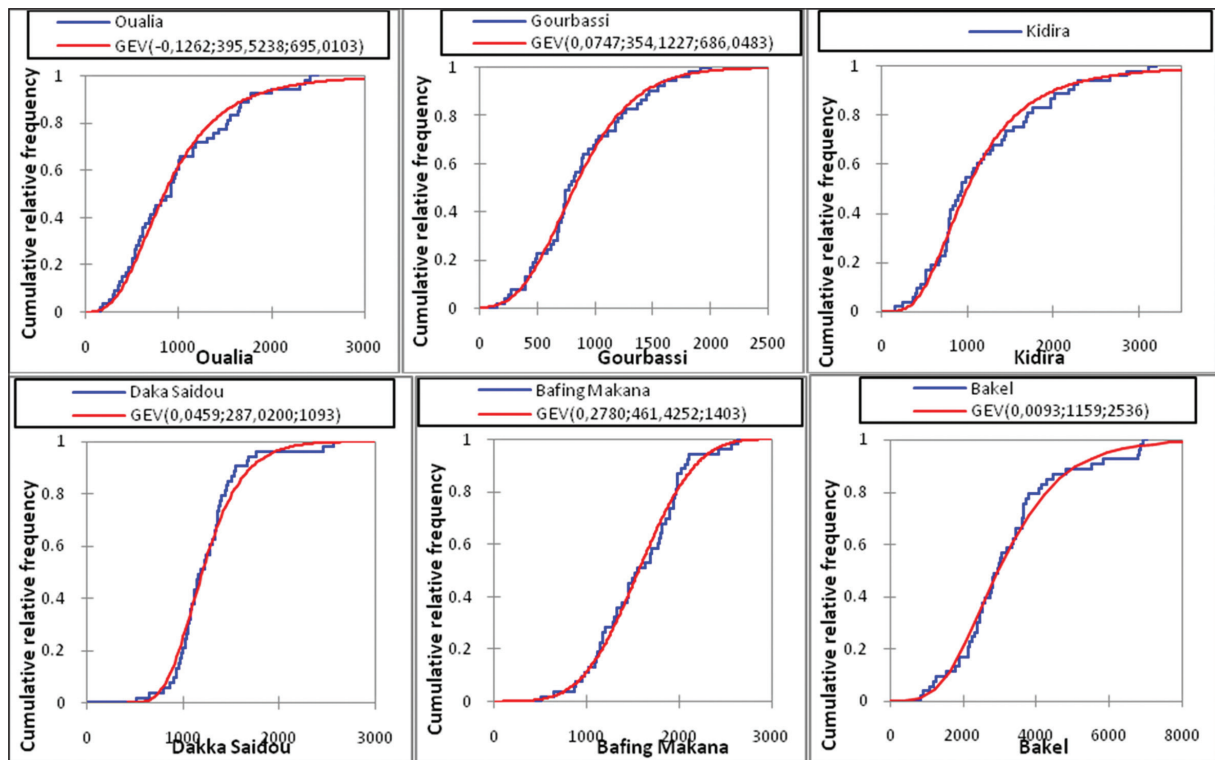 Oualia
GEV(-0,1262;395,5238;695,0103)
Cumulative relative frequency
1
0.8
0.6
0.4
0.2
0
0 1000 2000 3000
Oualia
Gourbassi
GEV(0,0747;354,1227;686,0483)
Cumulative relative frequency
1
0.8
0.6
0.4
0.2
0
0 500 1000 1500 2000 2500
Gourbassi
Kidira
Cumulative relative frequency
1
0.8
0.6
0.4
0.2
0
0 1000 2000 3000
Kidira
Daka Saidou
GEV(0,0459;287,0200;1093)
Cumulative relative frequency
1
0.8
0.6
0.4
0.2
0
0 1000 2000 3000
Dakka Saidou
Bafing Makana
GEV(0,2780;461,4252;1403)
Cumulative relative frequency
1
0.8
0.6
0.4
0.2
0
0 1000 2000 3000
Bafing Makana
Bakel
GEV(0,0093;1159;2536)
Cumulative relative frequency
1
0.8
0.6
0.4
0.2
0
0 2000 4000 6000 8000
Bakel